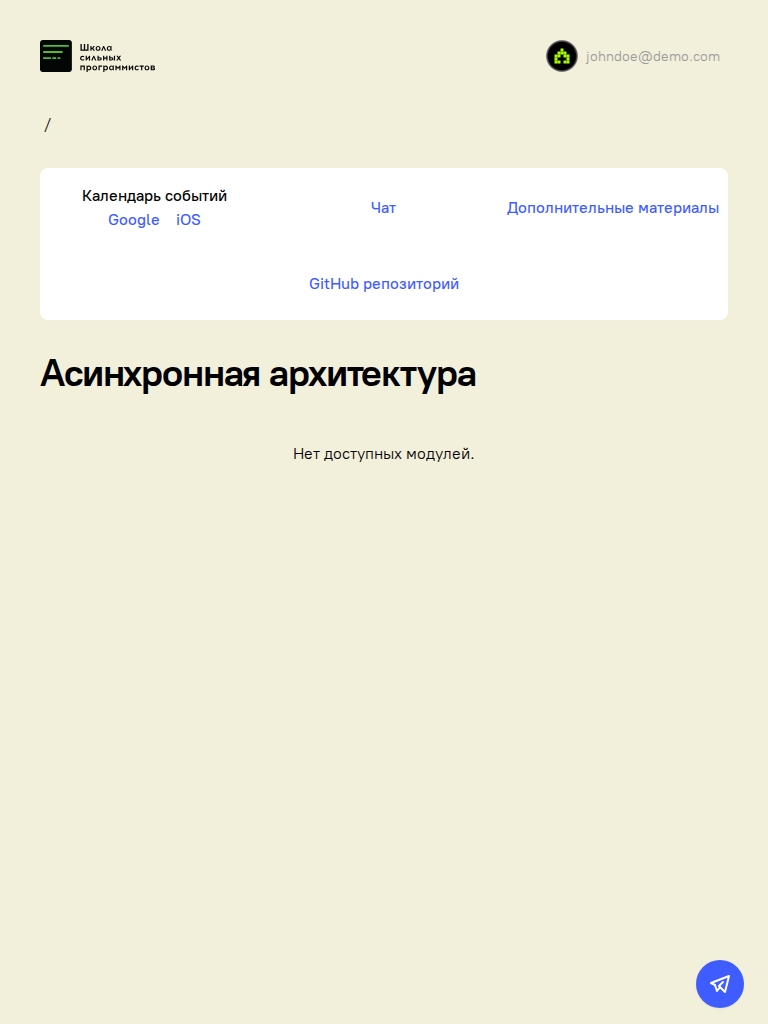 Школа
сильных
программистов
johndoe@demo.com
/
Календарь событий
Google iOS
Чат
Дополнительные материалы
GitHub репозиторий
Асинхронная архитектура
Нет доступных модулей.